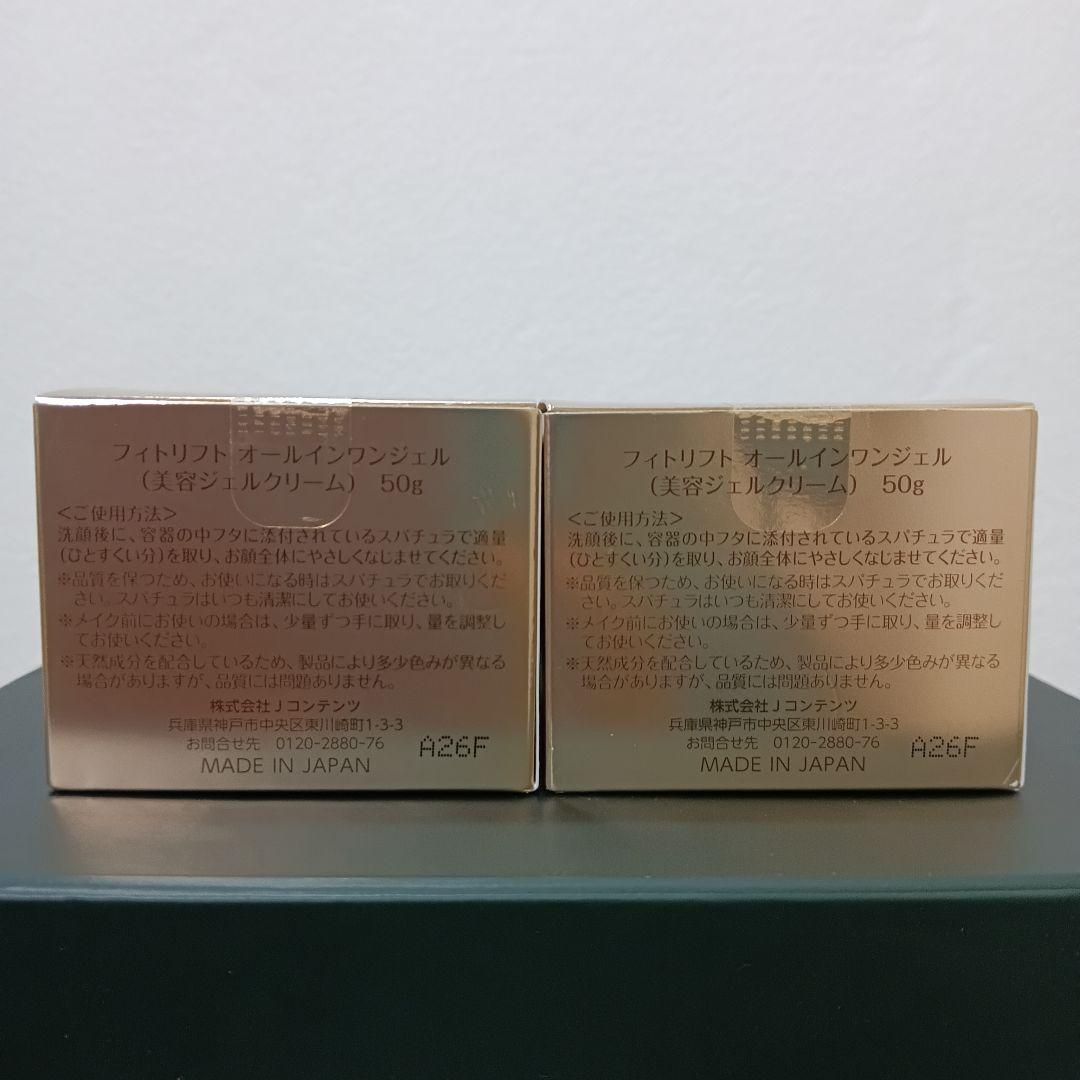 フィトリフト オールインワンジェル
（美容ジェルクリーム） 50g
＜ご使用方法＞
洗顔後に、容器の中フタに添付されているスパチュラで適量
（ひとすくい分）を取り、お顔全体にやさしくなじませてください。
※品質を保つため、お使いになる時はスパチュラでお取りくだ
さい。スパチュラはいつも清潔にしてお使いください。
※メイク前にお使いの場合は、少量ずつ手に取り、量を調整し
てお使いください。
※天然成分を配合しているため、製品により多少色みが異なる
場合がありますが、品質には問題ありません。
株式会社 J コンテンツ
兵庫県神戸市中央区東川崎町1-3-3
お問合せ先 0120-2880-76
MADE IN JAPAN
A26F
フィトリフト オールインワンジェル
（美容ジェルクリーム） 50g
＜ご使用方法＞
洗顔後に、容器の中フタに添付されているスパチュラで適量
（ひとすくい分）を取り、お顔全体にやさしくなじませてください。
※品質を保つため、お使いになる時はスパチュラでお取りくだ
さい。スパチュラはいつも清潔にしてお使いください。
※メイク前にお使いの場合は、少量ずつ手に取り、量を調整し
てお使いください。
※天然成分を配合しているため、製品により多少色みが異なる
場合がありますが、品質には問題ありません。
株式会社 J コンテンツ
兵庫県神戸市中央区東川崎町1-3-3
お問合せ先 0120-2880-76
MADE IN JAPAN
A26F